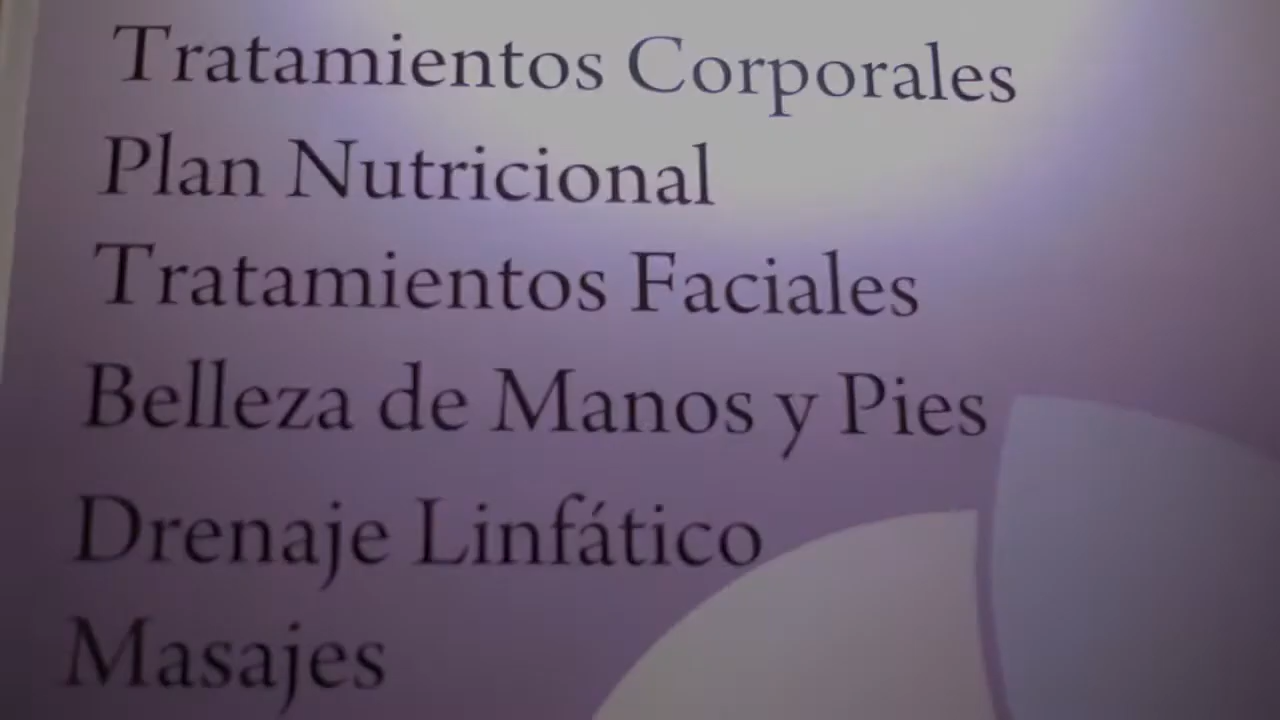 Tratamientos Corporales
Plan Nutricional
Tratamientos Faciales
Belleza de Manos y Pies
Drenaje Linfático
Masajes